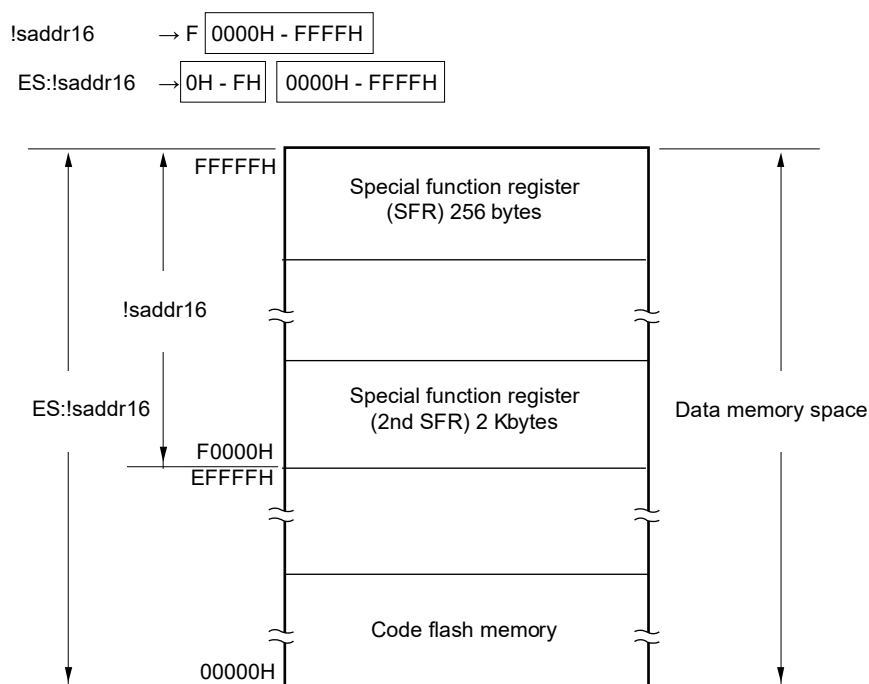 !saddr16 → F 0000H - FFFFH
ES:!saddr16 → 0H - FH 0000H - FFFFH
FFFFFH
Special function register
(SFR) 256 bytes
!saddr16
Special function register
(2nd SFR) 2 Kbytes
ES:!saddr16
Data memory space
F0000H
EFFFFH
Code flash memory
00000H